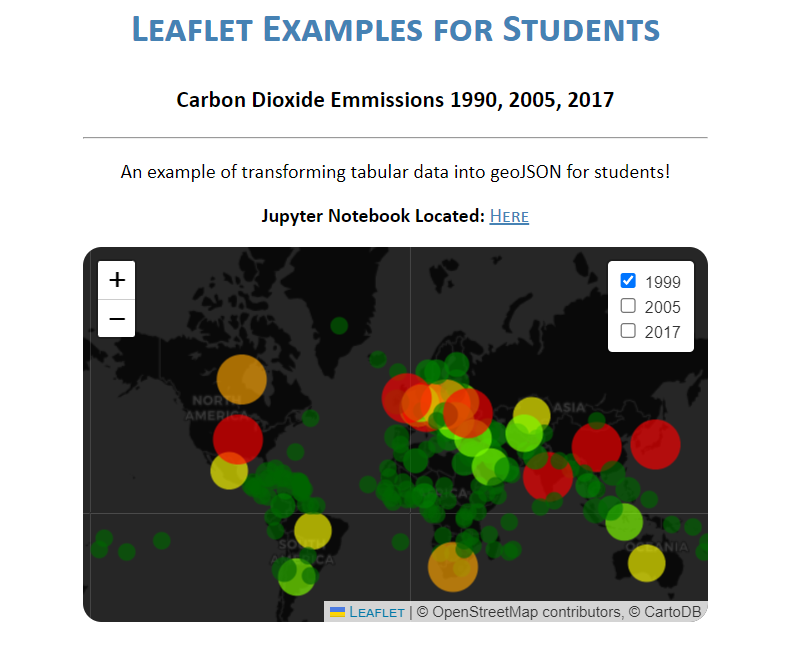 Leaflet Examples for Students
Carbon Dioxide Emmissions 1990, 2005, 2017
An example of transforming tabular data into geoJSON for students!
Jupyter Notebook Located: Here
+
1999
−
2005
2017
NORTH
AMERICA
ASIA
AFRICA
SOUTH
AMERICA
OCEANIA
Leaflet | © OpenStreetMap contributors, © CartoDB